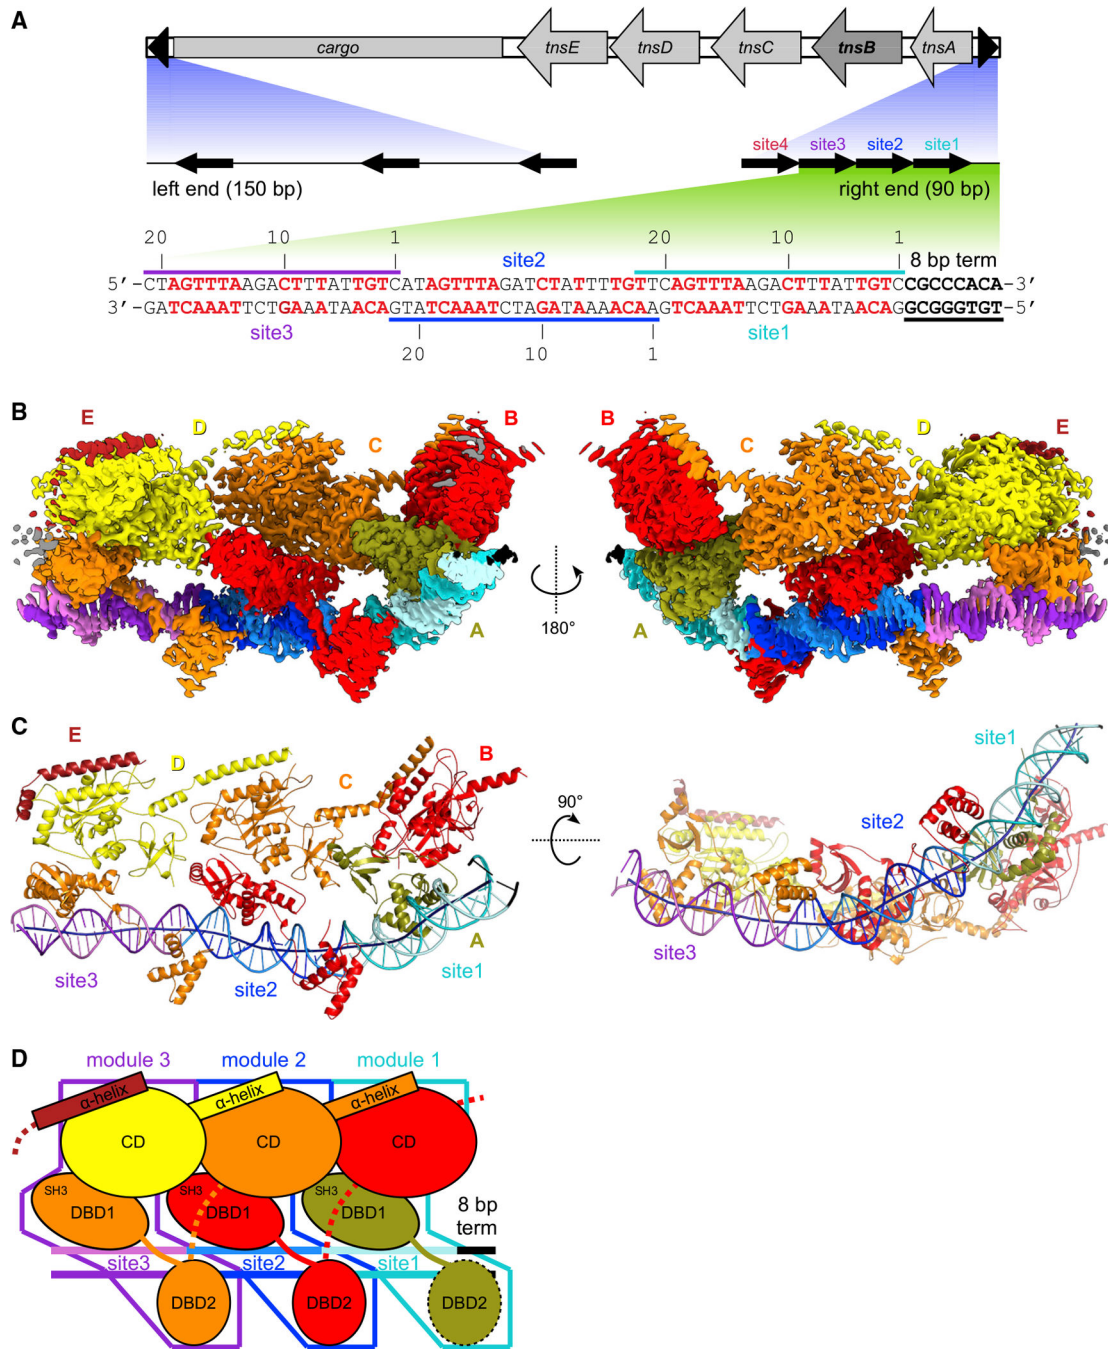 A
cargo tnsE tnsD tnsC tnsB tnsA
site4 site3 site2 site1
left end (150 bp) right end (90 bp)
20 10 1 20 10 1
site2 8 bp term
5′-CTAGTTTAAGACTTTATTGTCATAGTTTAGATCTATTTTGTTCAGTTTAAGACTTTATTGTCCGCCCACA-3′
3′-GATCAAATTCTGAAATAACAGTATCAAATCTAGATAAAACAAGTCAAATTCTGAAATAACAGGCGGGTGT-5′
site3 site1
20 10 1
B
E D C B B C D E
A 180° A
C
E D C B
90°
site1
site2
A
site3 site2 site1
site3
D
module 3 module 2 module 1
α-helix α-helix α-helix
CD CD CD
SH3 SH3 SH3
DBD1 DBD1 DBD1
8 bp
term
site3 site2 site1
DBD2 DBD2 DBD2